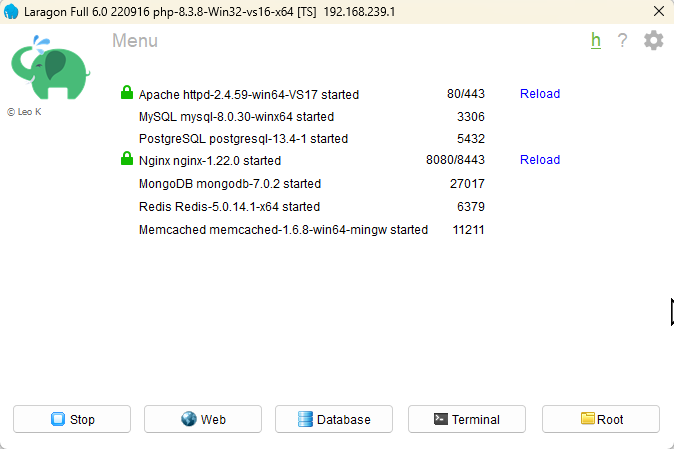 Laragon Full 6.0 220916 php-8.3.8-Win32-vs16-x64 [TS] 192.168.239.1
Menu h ?
© Leo K
Apache httpd-2.4.59-win64-VS17 started 80/443 Reload
MySQL mysql-8.0.30-winx64 started 3306
PostgreSQL postgresql-13.4-1 started 5432
Nginx nginx-1.22.0 started 8080/8443 Reload
MongoDB mongodb-7.0.2 started 27017
Redis Redis-5.0.14.1-x64 started 6379
Memcached memcached-1.6.8-win64-mingw started 11211
Stop Web Database Terminal Root